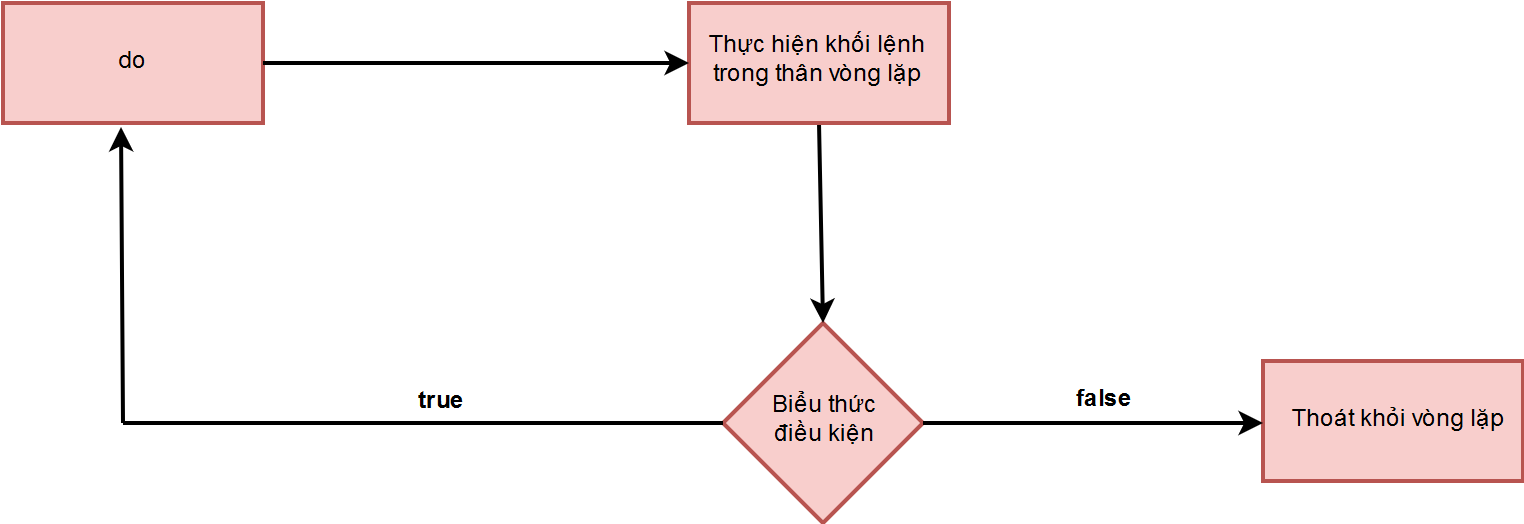 do
Thực hiện khối lệnh
trong thân vòng lặp
true
Biểu thức
điều kiện
false
Thoát khỏi vòng lặp